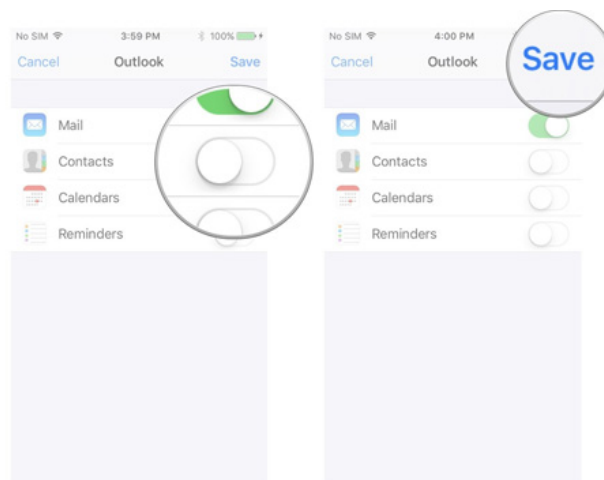 No SIM 3:59 PM 100%
Cancel Outlook Save
Mail
Contacts
Calendars
Reminders
No SIM 4:00 PM
Cancel Outlook Save
Mail
Contacts
Calendars
Reminders